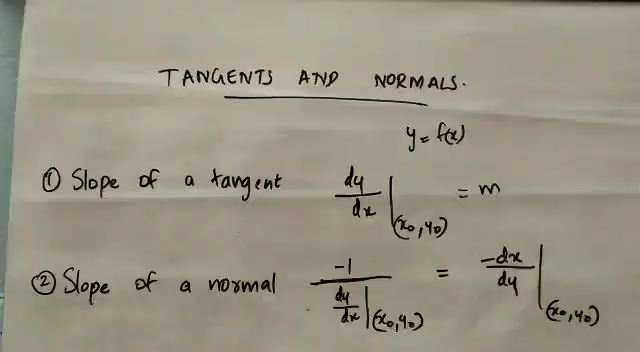 TANGENTS AND NORMALS.
y = f(x)
① Slope of a tangent dy/dx |(x₀,y₀) = m
② Slope of a normal -1/(dy/dx |(x₀,y₀)) = -dx/dy |(x₀,y₀)